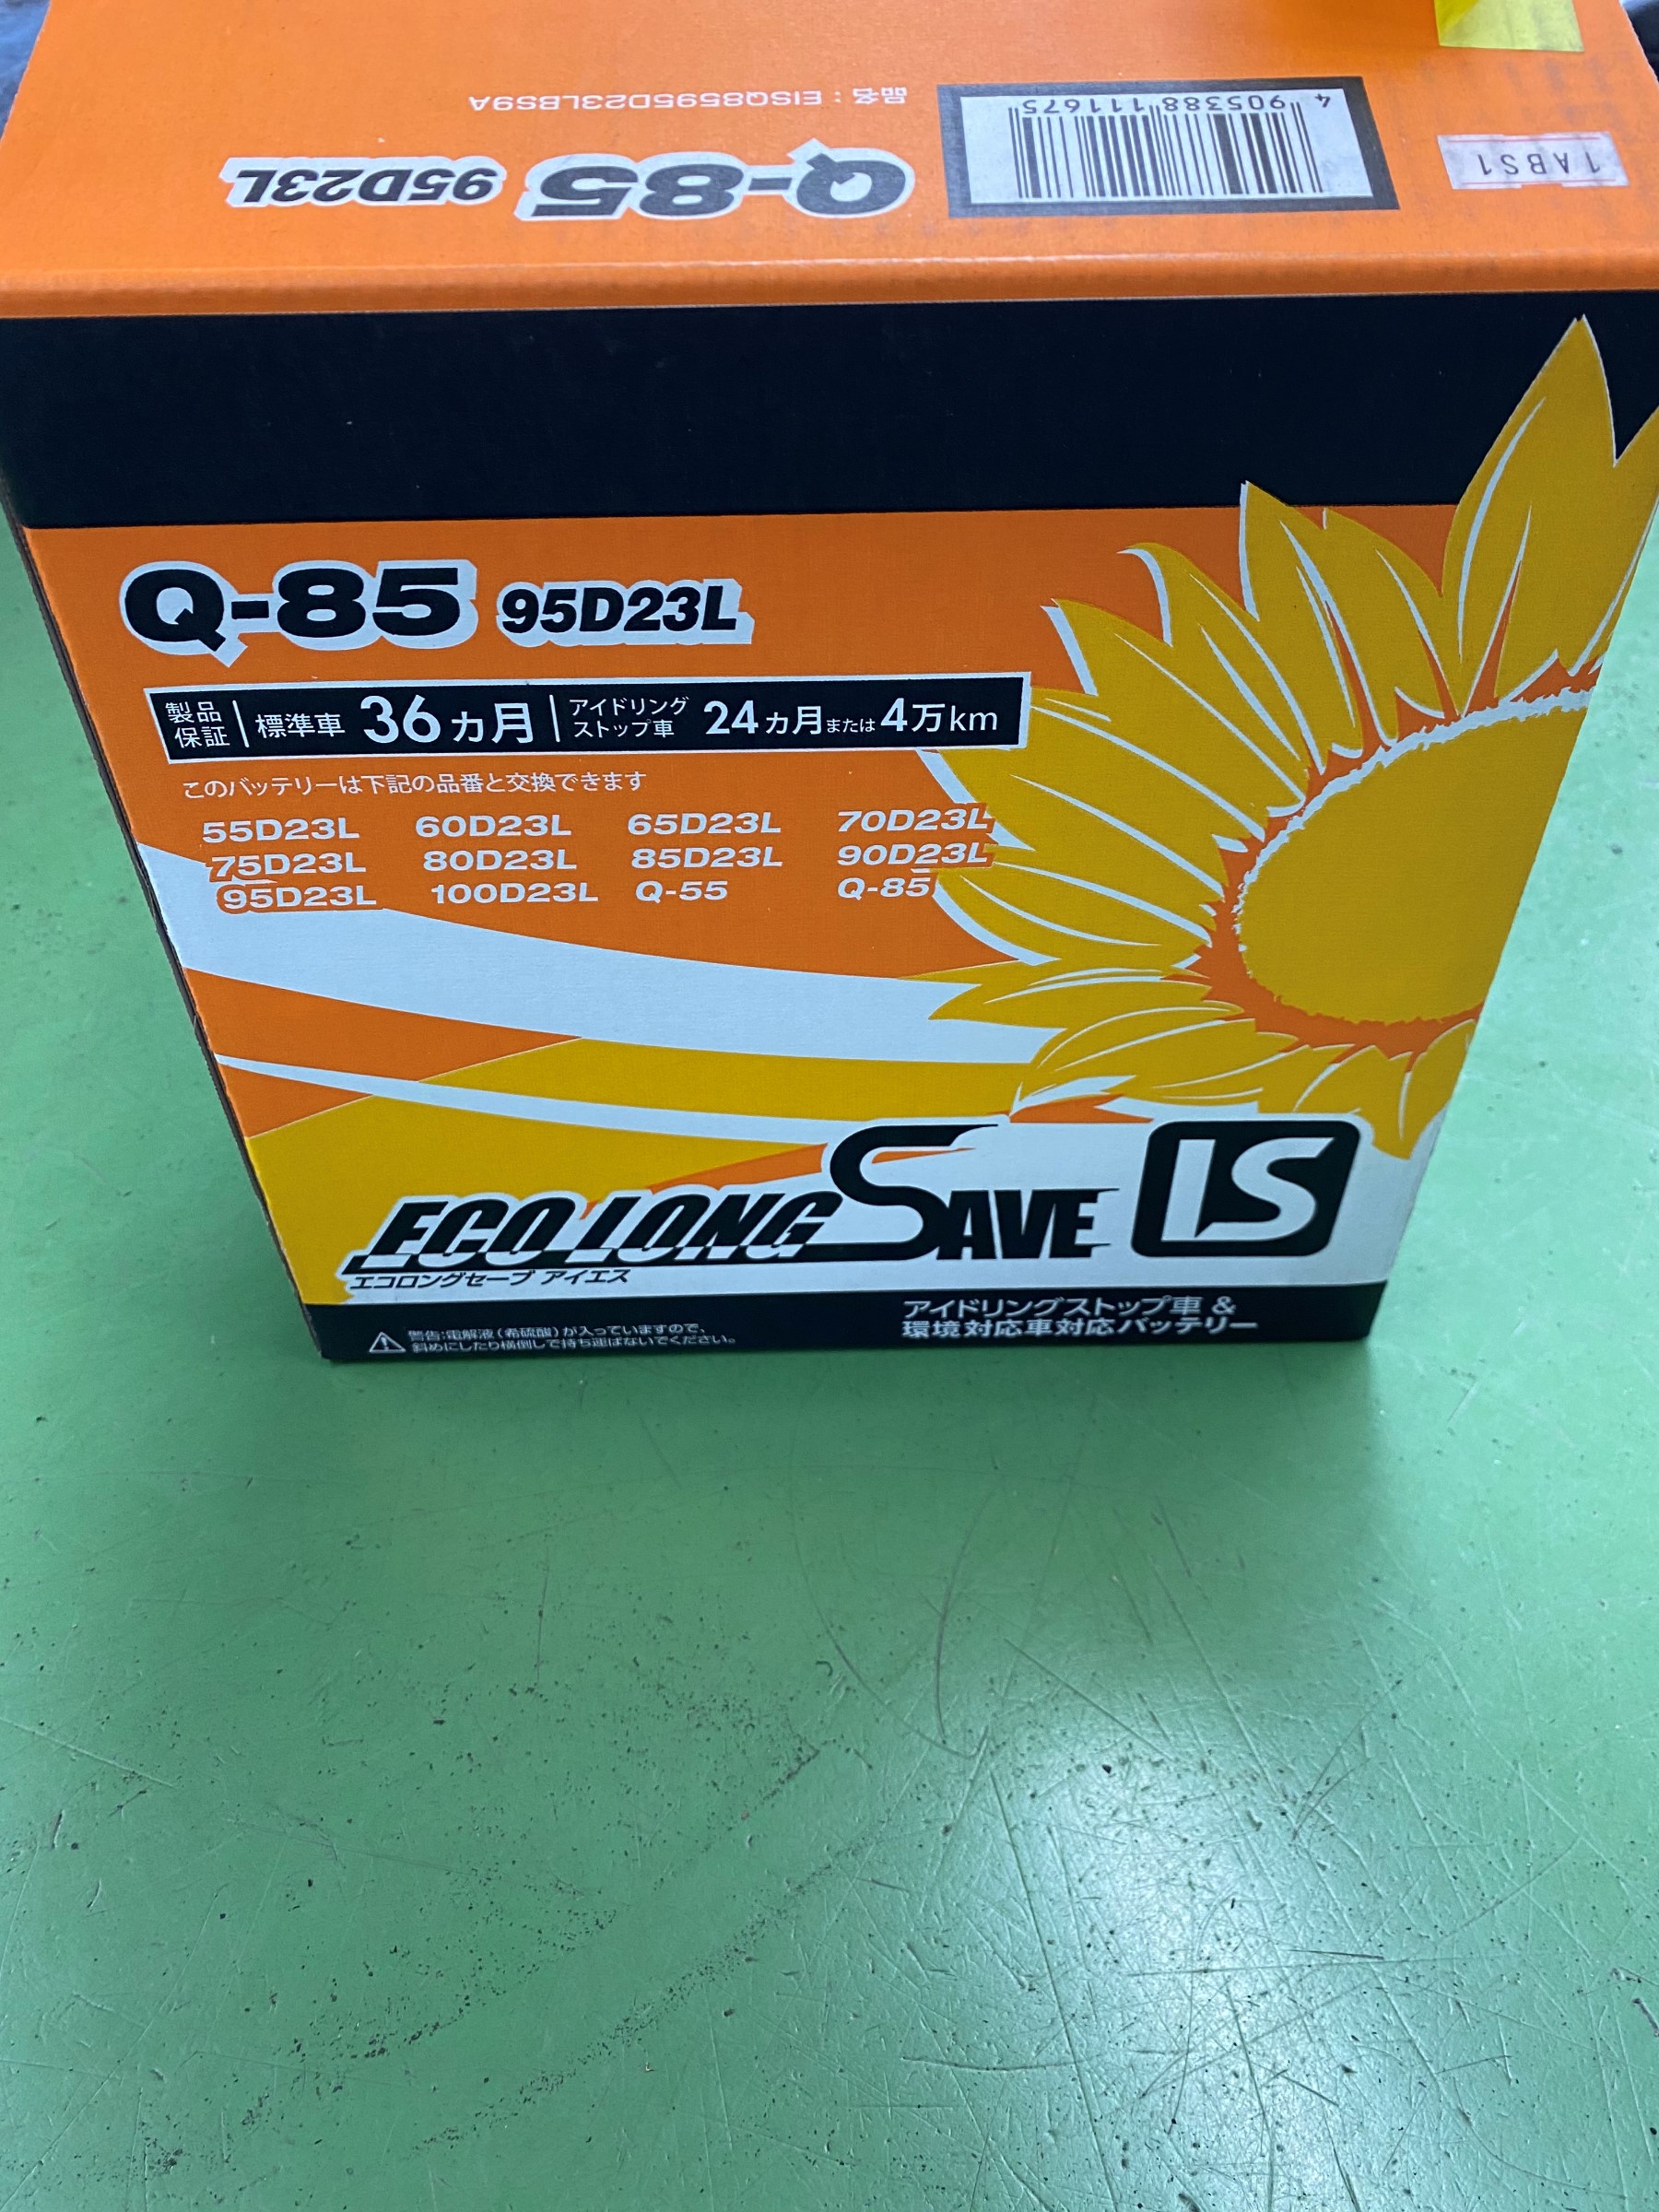 品名：EISQ8595D23LBS9A
Q-85 95D23L
4 905388 111675
1ABS1
Q-85 95D23L
製品保証 標準車 36カ月 アイドリングストップ車 24カ月または4万km
このバッテリーは下記の品番と交換できます
55D23L 60D23L 65D23L 70D23L
75D23L 80D23L 85D23L 90D23L
95D23L 100D23L Q-55 Q-85
ECO LONG SAVE IS
エコロングセーブ アイエス
警告:電解液(希硫酸)が入っていますので、
斜めにしたり横倒しで持ち運ばないでください。
アイドリングストップ車 &
環境対応車対応バッテリー